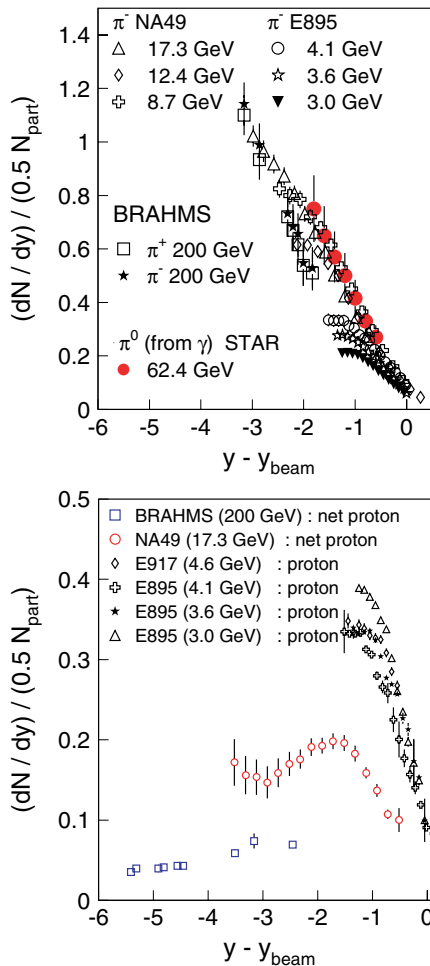 π⁻ NA49 π⁻ E895
17.3 GeV 4.1 GeV
12.4 GeV 3.6 GeV
8.7 GeV 3.0 GeV
BRAHMS
π⁺ 200 GeV
π⁻ 200 GeV
π⁰ (from γ) STAR
62.4 GeV
(dN / dy) / (0.5 N_part)
1.4
1.2
1
0.8
0.6
0.4
0.2
0
-6 -5 -4 -3 -2 -1 0
y - y_beam
BRAHMS (200 GeV) : net proton
NA49 (17.3 GeV) : net proton
E917 (4.6 GeV) : proton
E895 (4.1 GeV) : proton
E895 (3.6 GeV) : proton
E895 (3.0 GeV) : proton
(dN / dy) / (0.5 N_part)
0.5
0.4
0.3
0.2
0.1
0
-6 -5 -4 -3 -2 -1 0
y - y_beam